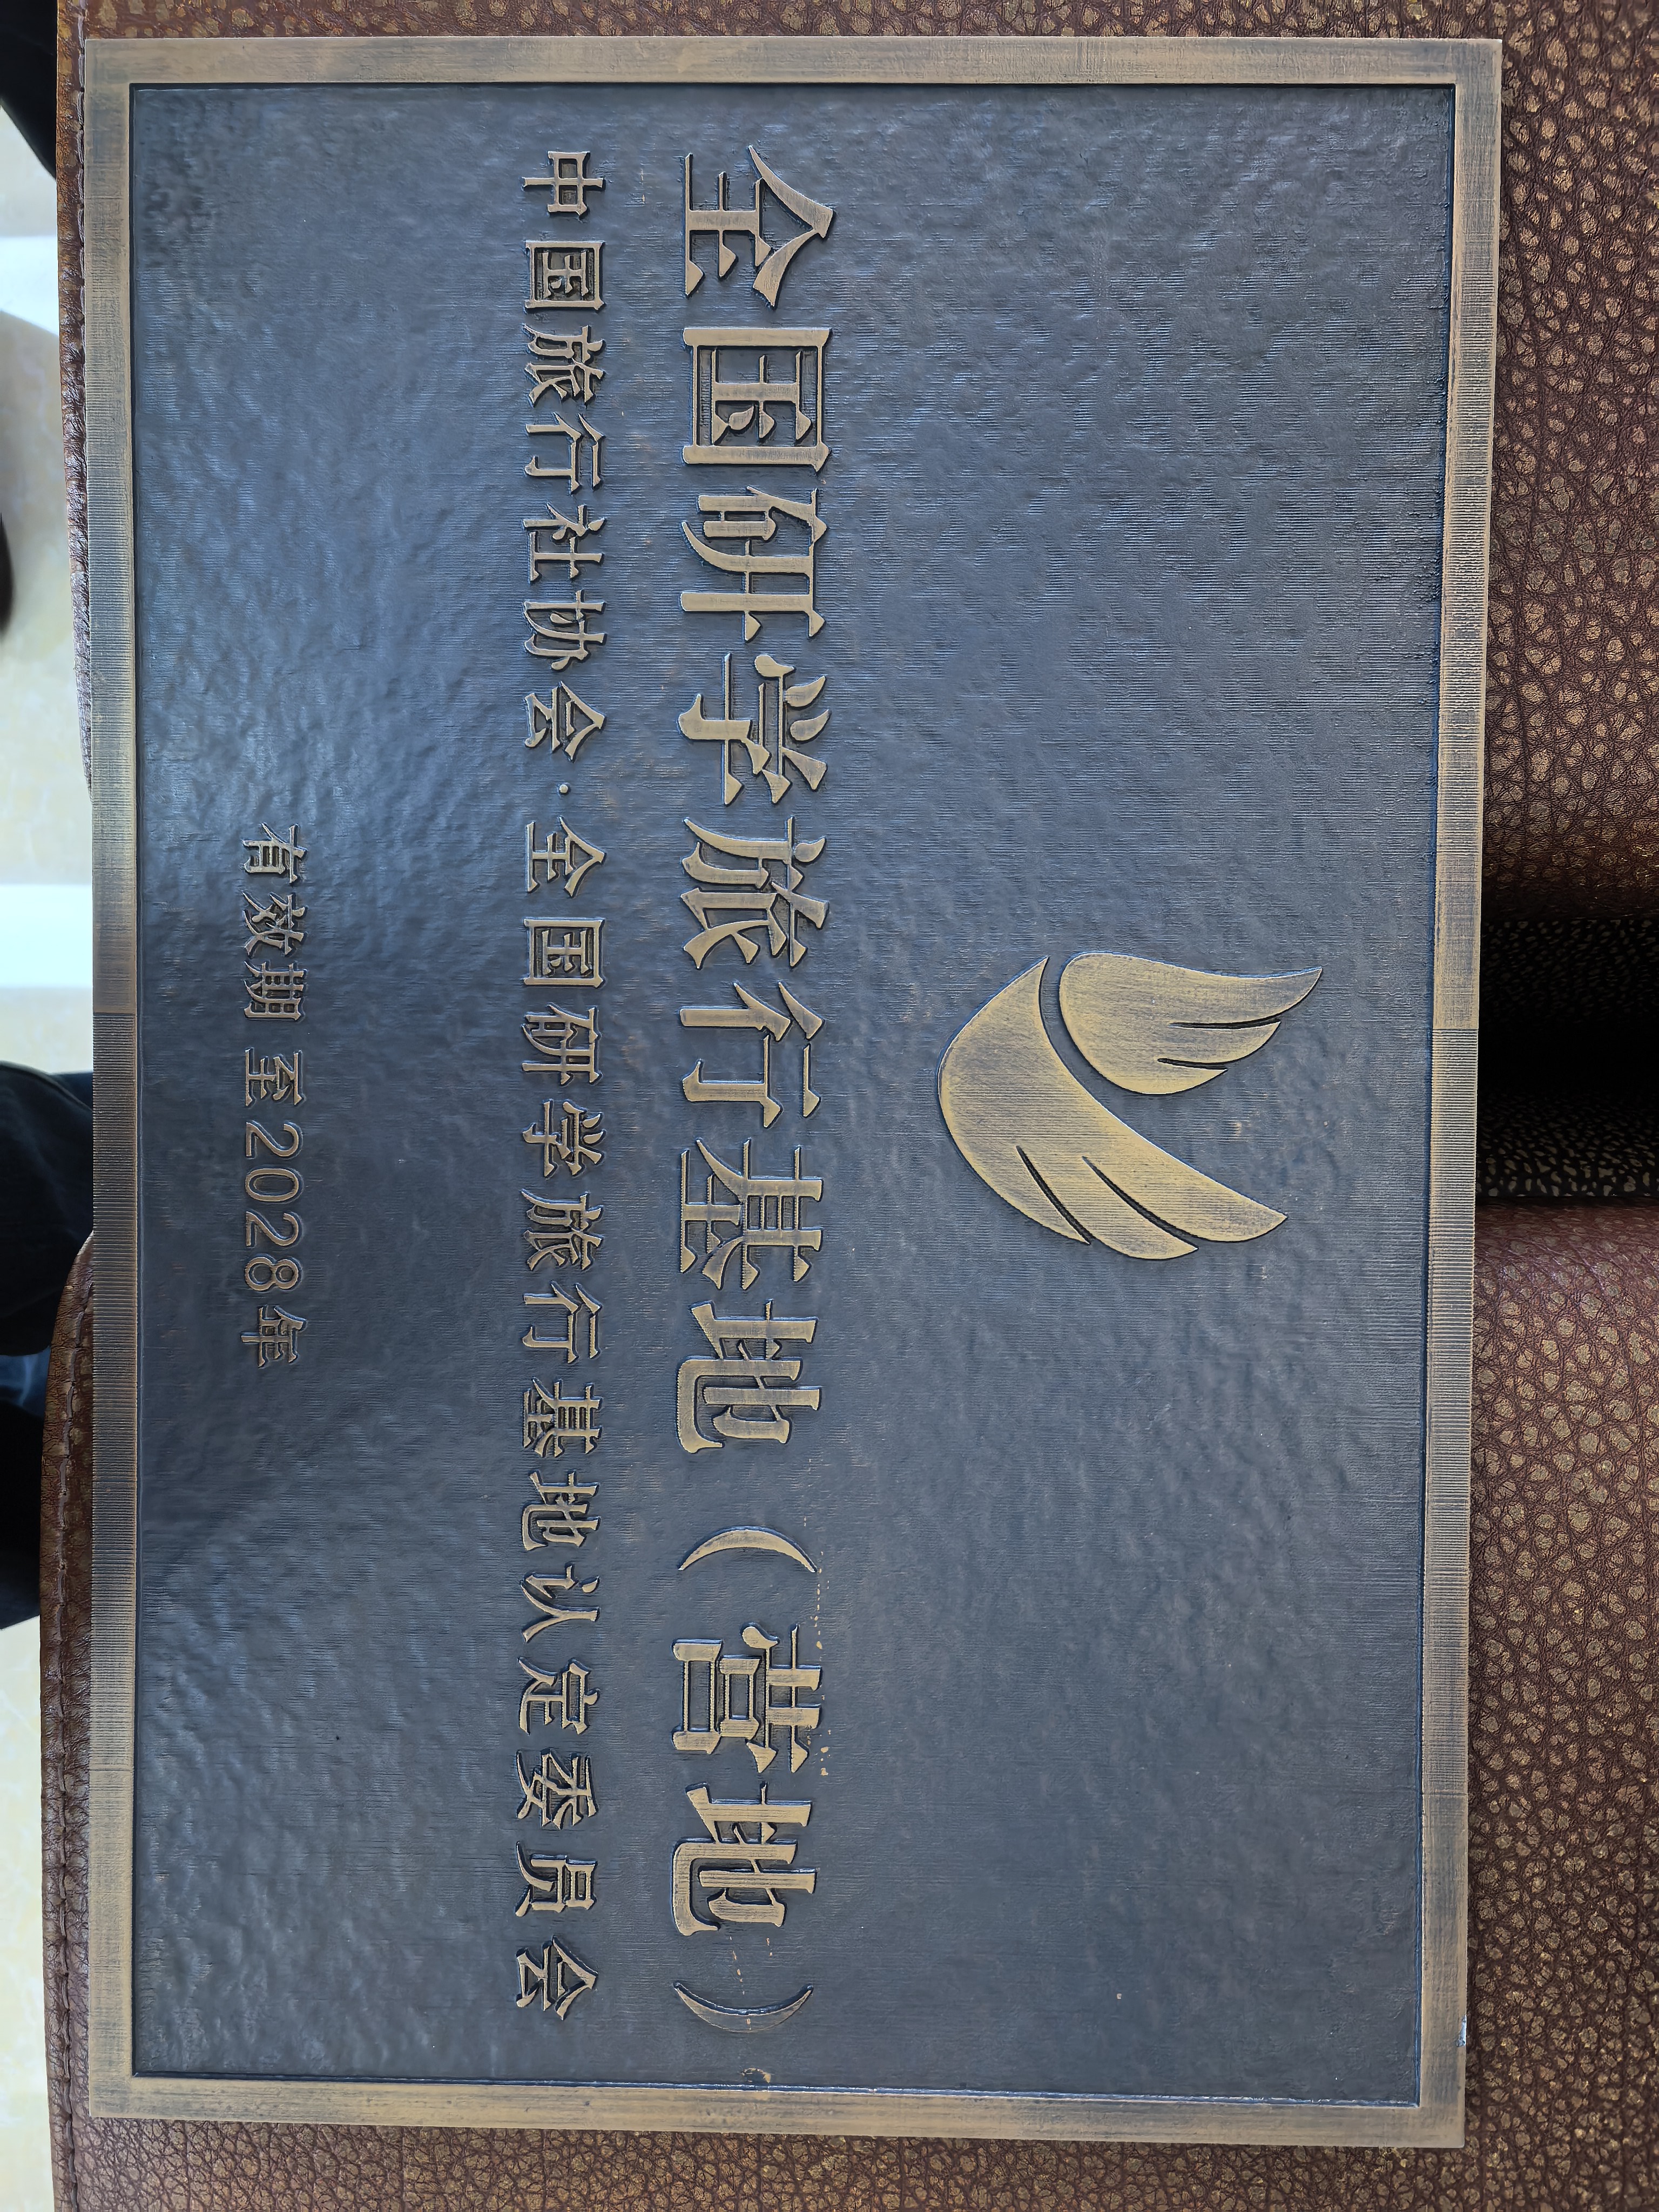 全国研学旅行基地（营地）
中国旅行社协会·全国研学旅行基地认定委员会
有效期 至2028年